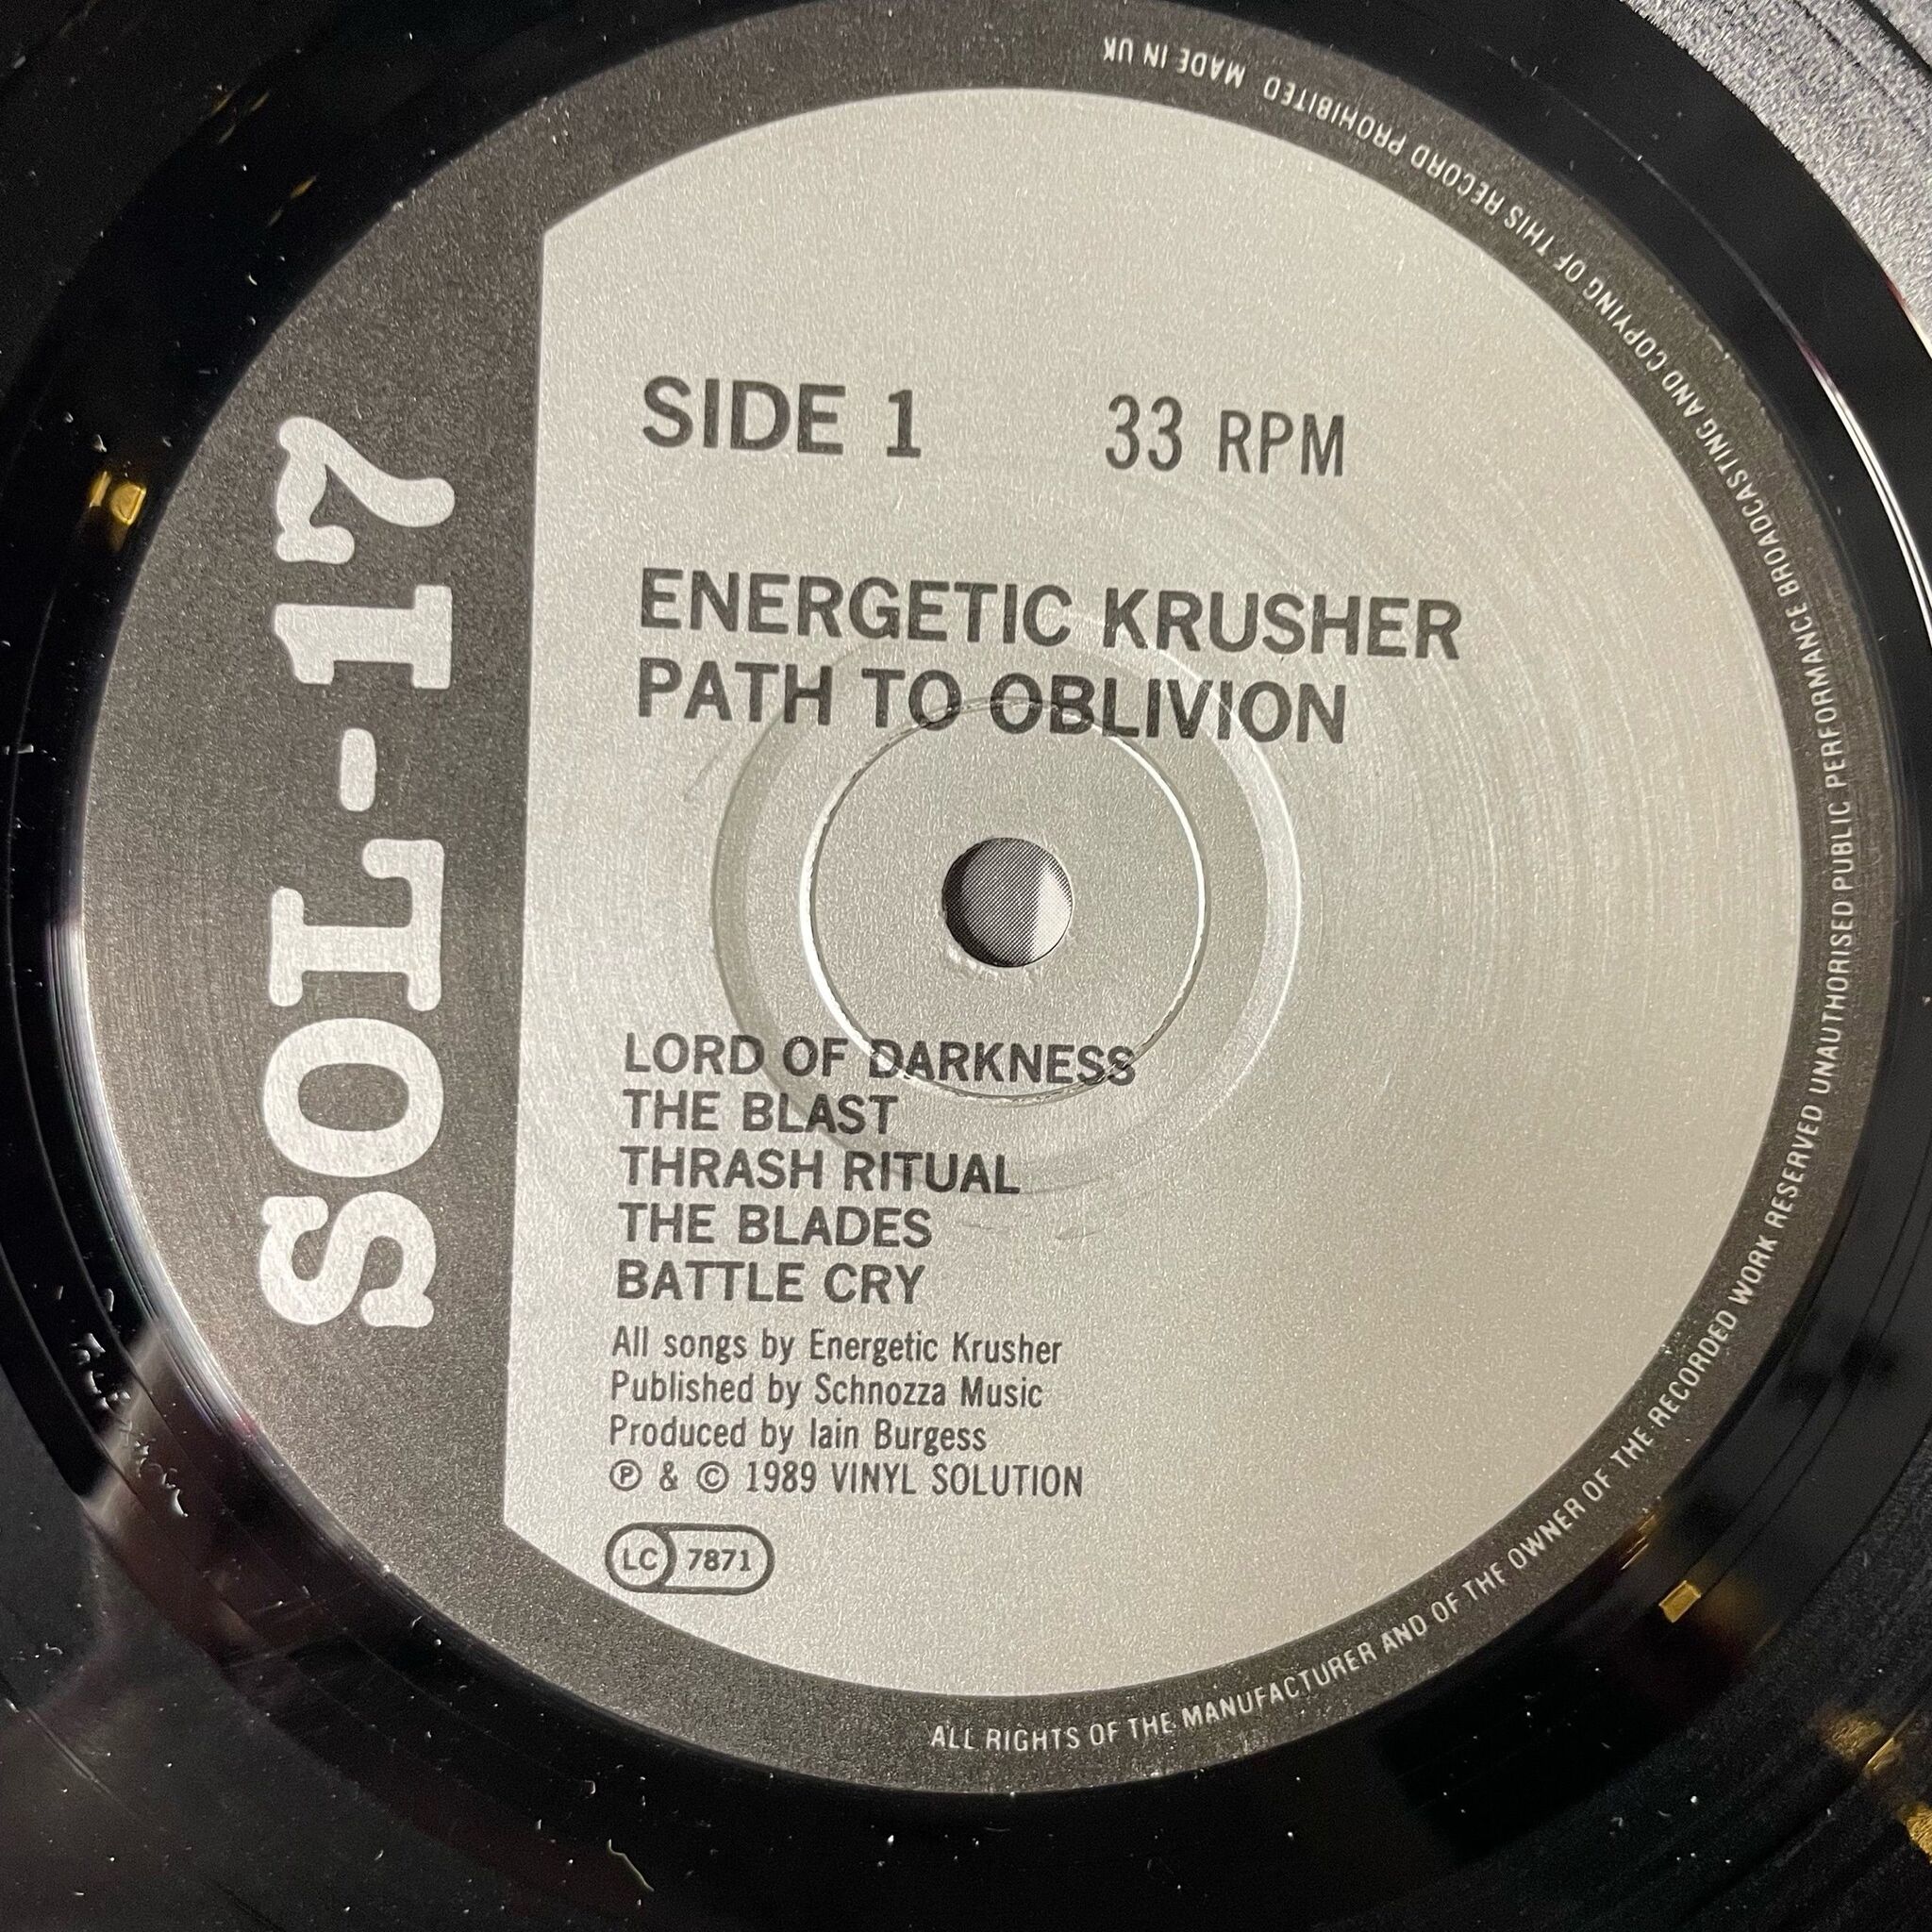 SOL-17
SIDE 1 33 RPM
ENERGETIC KRUSHER
PATH TO OBLIVION
LORD OF DARKNESS
THE BLAST
THRASH RITUAL
THE BLADES
BATTLE CRY
All songs by Energetic Krusher
Published by Schnozza Music
Produced by Iain Burgess
Ⓟ & © 1989 VINYL SOLUTION
LC 7871
ALL RIGHTS OF THE MANUFACTURER AND OF THE OWNER OF THE RECORDED WORK RESERVED UNAUTHORISED PUBLIC PERFORMANCE BROADCASTING AND COPYING OF THIS RECORD PROHIBITED MADE IN UK